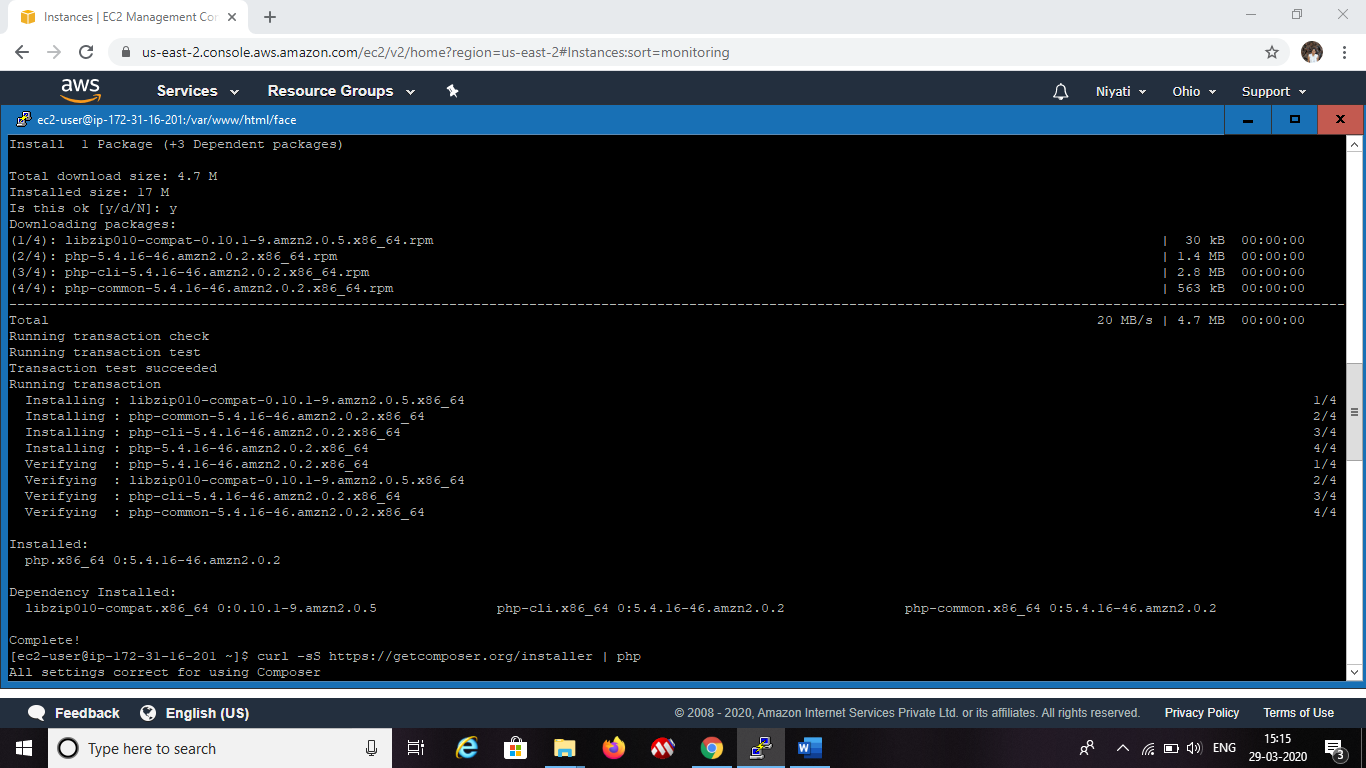 Instances | EC2 Management Con
us-east-2.console.aws.amazon.com/ec2/v2/home?region=us-east-2#Instances:sort=monitoring
aws Services Resource Groups Niyati Ohio Support
ec2-user@ip-172-31-16-201:/var/www/html/face
Install  1 Package (+3 Dependent packages)
Total download size: 4.7 M
Installed size: 17 M
Is this ok [y/d/N]: y
Downloading packages:
(1/4): libzip010-compat-0.10.1-9.amzn2.0.5.x86_64.rpm | 30 kB 00:00:00
(2/4): php-5.4.16-46.amzn2.0.2.x86_64.rpm | 1.4 MB 00:00:00
(3/4): php-cli-5.4.16-46.amzn2.0.2.x86_64.rpm | 2.8 MB 00:00:00
(4/4): php-common-5.4.16-46.amzn2.0.2.x86_64.rpm | 563 kB 00:00:00
--------------------------------------------------------------------------------
Total 20 MB/s | 4.7 MB 00:00:00
Running transaction check
Running transaction test
Transaction test succeeded
Running transaction
Installing : libzip010-compat-0.10.1-9.amzn2.0.5.x86_64 1/4
Installing : php-common-5.4.16-46.amzn2.0.2.x86_64 2/4
Installing : php-cli-5.4.16-46.amzn2.0.2.x86_64 3/4
Installing : php-5.4.16-46.amzn2.0.2.x86_64 4/4
Verifying : php-5.4.16-46.amzn2.0.2.x86_64 1/4
Verifying : libzip010-compat-0.10.1-9.amzn2.0.5.x86_64 2/4
Verifying : php-cli-5.4.16-46.amzn2.0.2.x86_64 3/4
Verifying : php-common-5.4.16-46.amzn2.0.2.x86_64 4/4
Installed:
php.x86_64 0:5.4.16-46.amzn2.0.2
Dependency Installed:
libzip010-compat.x86_64 0:0.10.1-9.amzn2.0.5 php-cli.x86_64 0:5.4.16-46.amzn2.0.2 php-common.x86_64 0:5.4.16-46.amzn2.0.2
Complete!
[ec2-user@ip-172-31-16-201 ~]$ curl -sS https://getcomposer.org/installer | php
All settings correct for using Composer
Feedback English (US) © 2008 - 2020, Amazon Internet Services Private Ltd. or its affiliates. All rights reserved. Privacy Policy Terms of Use
Type here to search ENG 15:15
29-03-2020 3